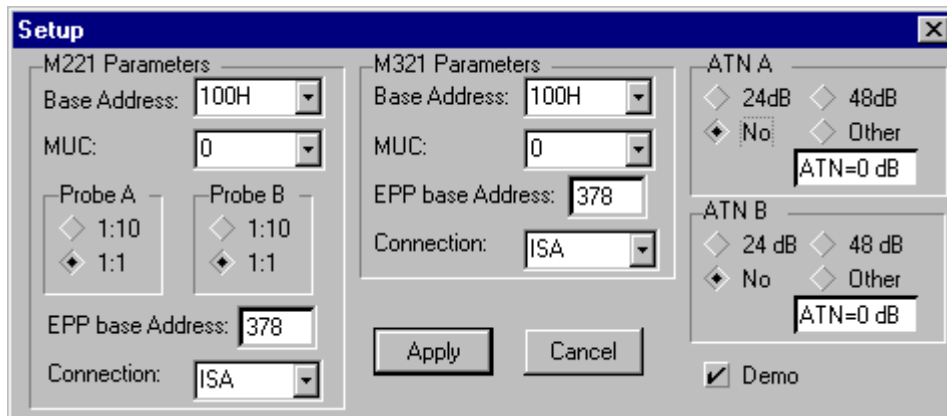 Setup
M221 Parameters
Base Address: 100H
MUC: 0
Probe A
1:10
1:1
Probe B
1:10
1:1
EPP base Address: 378
Connection: ISA
M321 Parameters
Base Address: 100H
MUC: 0
EPP base Address: 378
Connection: ISA
Apply
Cancel
ATN A
24dB 48dB
No Other
ATN=0 dB
ATN B
24 dB 48 dB
No Other
ATN=0 dB
Demo